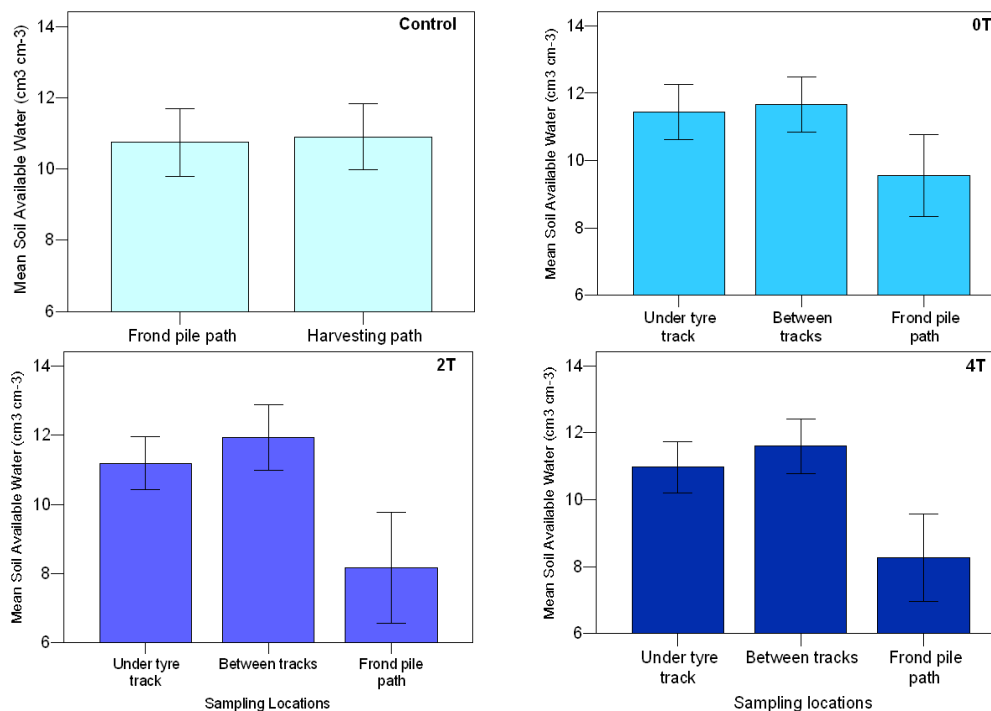 Control
Mean Soil Available Water (cm3 cm-3)
14
12
10
8
6
Frond pile path
Harvesting path
0T
Mean Soil Available Water (cm3 cm-3)
14
12
10
8
6
Under tyre
track
Between
tracks
Frond pile
path
2T
Mean Soil Available Water (cm3 cm-3)
14
12
10
8
6
Under tyre
track
Between tracks
Frond pile
path
Sampling Locations
4T
Mean Soil Available Water (cm3 cm-3)
14
12
10
8
6
Under tyre
track
Between tracks
Frond pile
path
Sampling locations